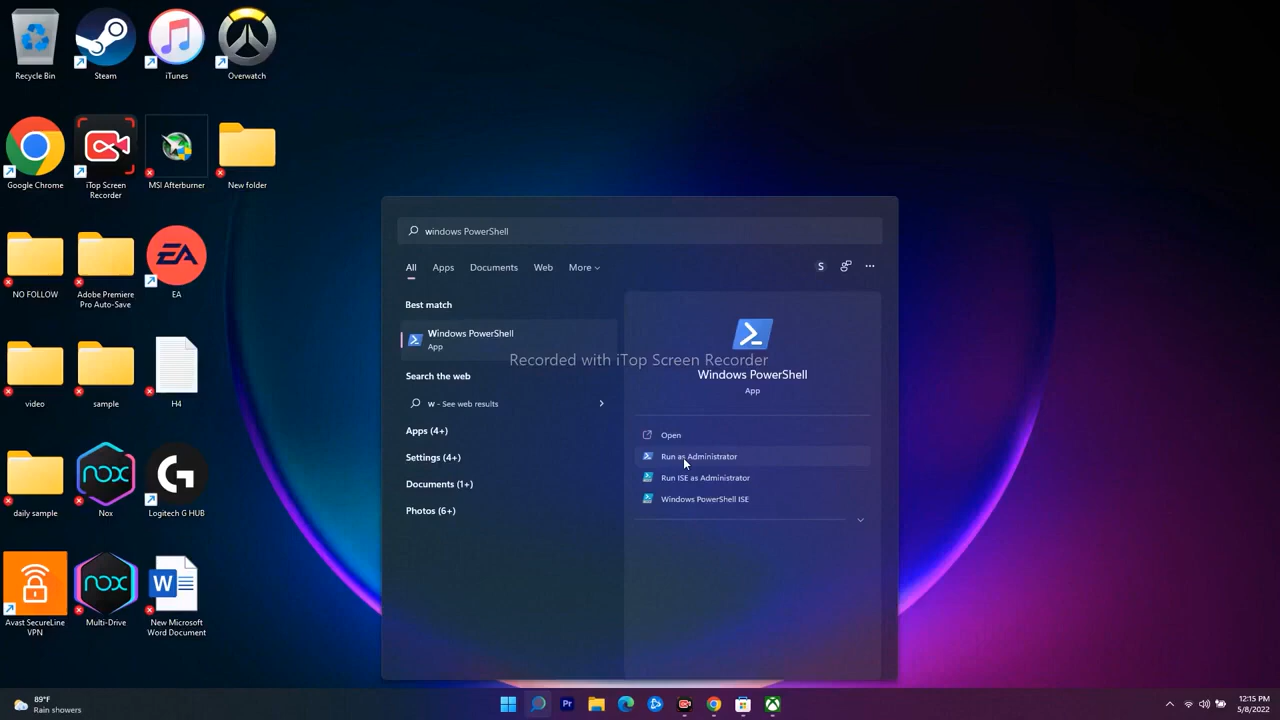 Recycle Bin
Steam
iTunes
Overwatch
Google Chrome
iTop Screen
Recorder
MSI Afterburner
New folder
NO FOLLOW
Adobe Premiere
Pro Auto-Save
EA
EA
video
sample
H4
daily sample
nox
Nox
Logitech G HUB
Avast SecureLine
VPN
nox
Multi-Drive
W
New Microsoft
Word Document
windows PowerShell
All
Apps
Documents
Web
More
S
Best match
Windows PowerShell
App
Search the web
w - See web results
Apps (4+)
Settings (4+)
Documents (1+)
Photos (6+)
Recorded with iTop Screen Recorder
Windows PowerShell
App
Open
Run as Administrator
Run ISE as Administrator
Windows PowerShell ISE
89°F
Rain showers
Pr
12:15 PM
5/8/2022